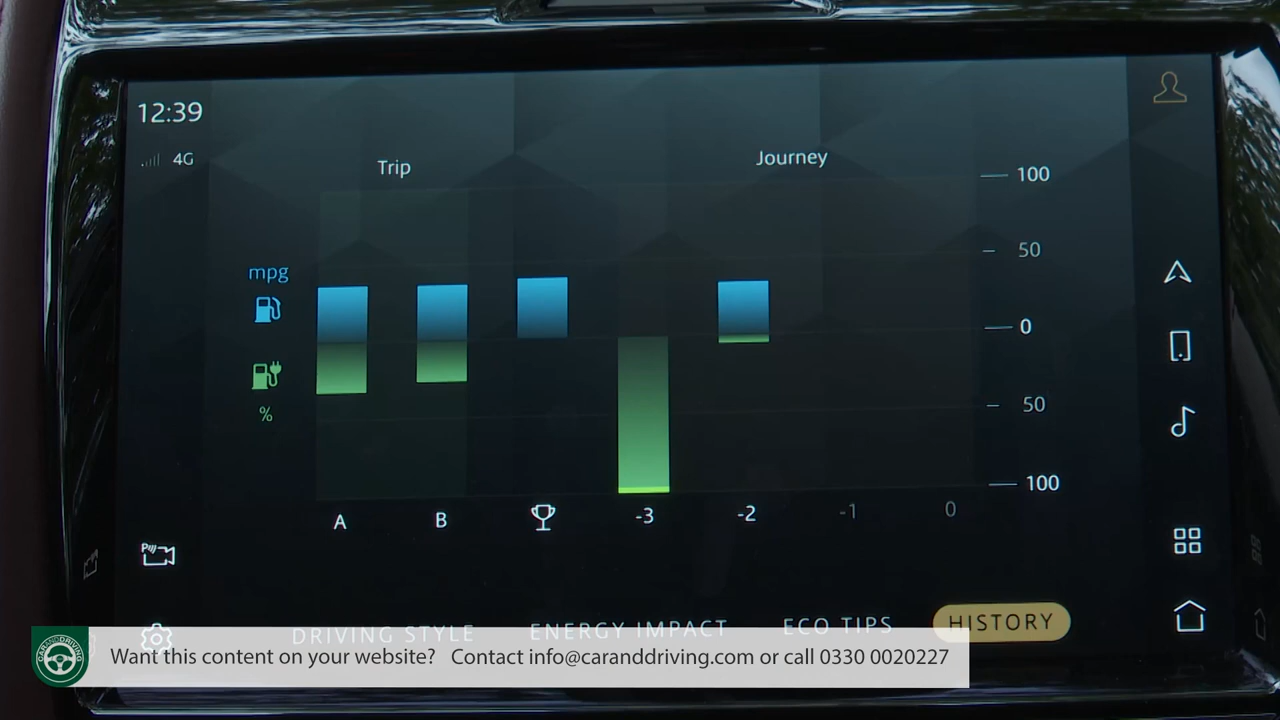 12:39
4G
Trip
Journey
100
mpg
50
0
%
50
100
A
B
-3
-2
-1
0
DRIVING STYLE
ENERGY IMPACT
ECO TIPS
HISTORY
CARANDDRIVING
Want this content on your website? Contact info@caranddriving.com or call 0330 0020227